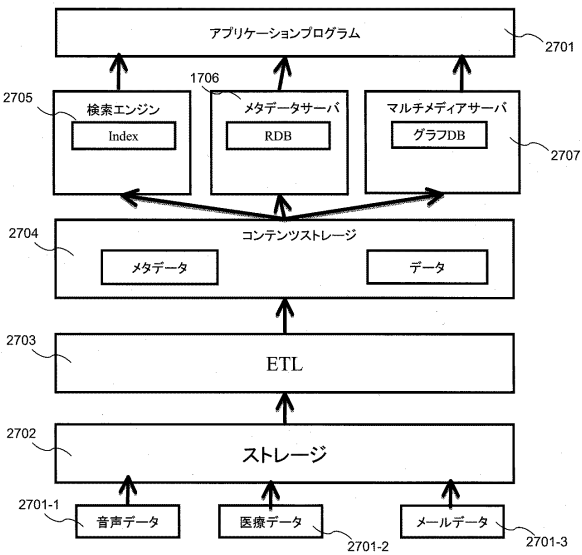 アプリケーションプログラム
2701
2705
1706
検索エンジン
メタデータサーバ
マルチメディアサーバ
Index
RDB
グラフDB
2707
2704
コンテンツストレージ
メタデータ
データ
2703
ETL
2702
ストレージ
2701-1
音声データ
医療データ
2701-2
メールデータ
2701-3